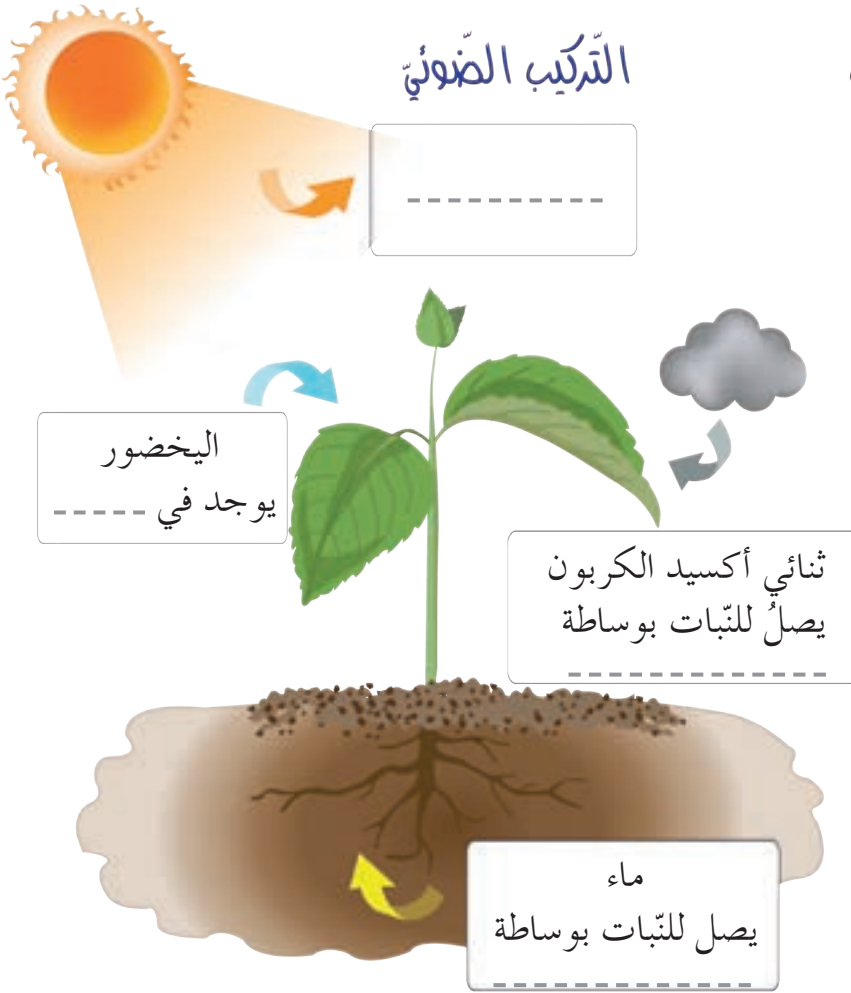 التّركيب الضّوئيّ
----------
اليخضور
يوجد في -----
ثنائي أكسيد الكربون
يصلُ للنّبات بوساطة
-------------
ماء
يصل للنّبات بوساطة
-------------